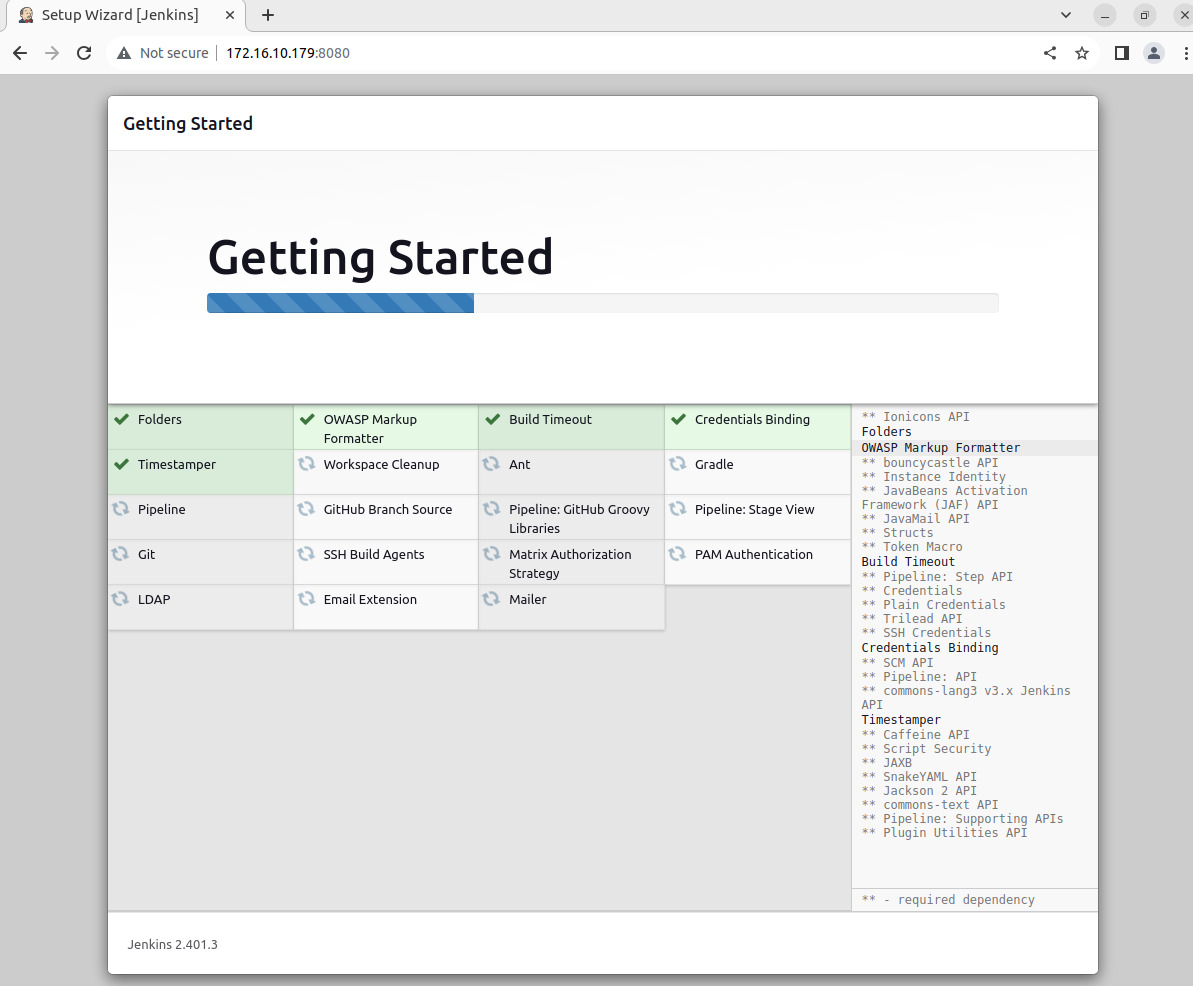 Setup Wizard [Jenkins]
Not secure
172.16.10.179:8080
Getting Started
Getting Started
Folders
OWASP Markup
Formatter
Build Timeout
Credentials Binding
Timestamper
Workspace Cleanup
Ant
Gradle
Pipeline
GitHub Branch Source
Pipeline: GitHub Groovy
Libraries
Pipeline: Stage View
Git
SSH Build Agents
Matrix Authorization
Strategy
PAM Authentication
LDAP
Email Extension
Mailer
** Ionicons API
Folders
OWASP Markup Formatter
** bouncycastle API
** Instance Identity
** JavaBeans Activation
Framework (JAF) API
** JavaMail API
** Structs
** Token Macro
Build Timeout
** Pipeline: Step API
** Credentials
** Plain Credentials
** Trilead API
** SSH Credentials
Credentials Binding
** SCM API
** Pipeline: API
** commons-lang3 v3.x Jenkins
API
Timestamper
** Caffeine API
** Script Security
** JAXB
** SnakeYAML API
** Jackson 2 API
** commons-text API
** Pipeline: Supporting APIs
** Plugin Utilities API
** - required dependency
Jenkins 2.401.3